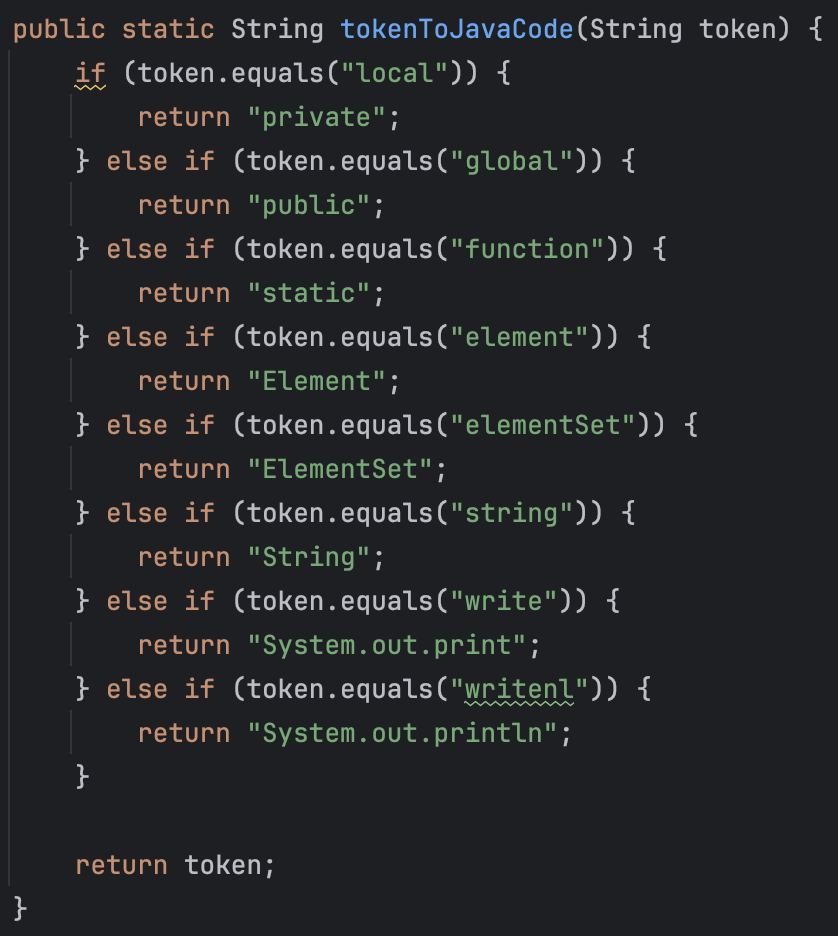 public static String tokenToJavaCode(String token) {
    if (token.equals("local")) {
        return "private";
    } else if (token.equals("global")) {
        return "public";
    } else if (token.equals("function")) {
        return "static";
    } else if (token.equals("element")) {
        return "Element";
    } else if (token.equals("elementSet")) {
        return "ElementSet";
    } else if (token.equals("string")) {
        return "String";
    } else if (token.equals("write")) {
        return "System.out.print";
    } else if (token.equals("writenl")) {
        return "System.out.println";
    }

    return token;
}